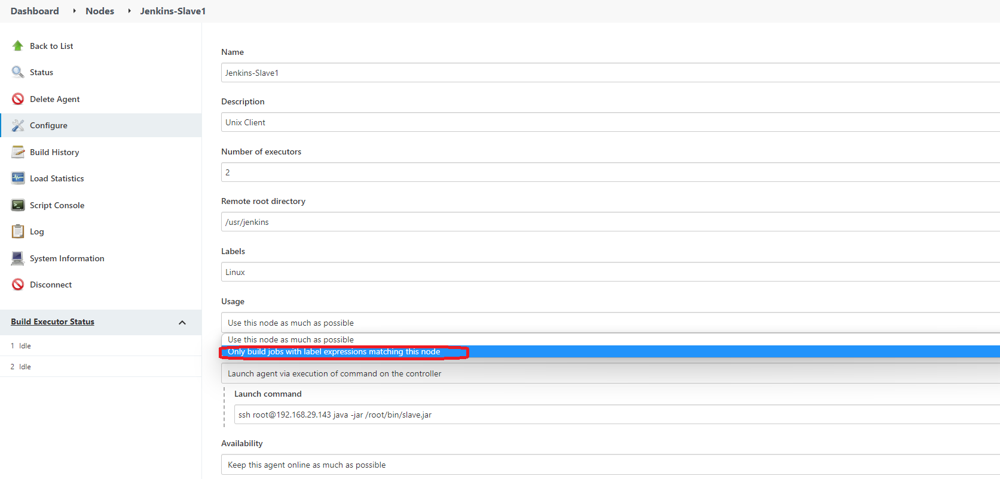 Dashboard Nodes Jenkins-Slave1
Back to List
Status
Delete Agent
Configure
Build History
Load Statistics
Script Console
Log
System Information
Disconnect
Build Executor Status
1 Idle
2 Idle
Name
Jenkins-Slave1
Description
Unix Client
Number of executors
2
Remote root directory
/usr/jenkins
Labels
Linux
Usage
Use this node as much as possible
Use this node as much as possible
Only build jobs with label expressions matching this node
Launch agent via execution of command on the controller
Launch command
ssh root@192.168.29.143 java -jar /root/bin/slave.jar
Availability
Keep this agent online as much as possible